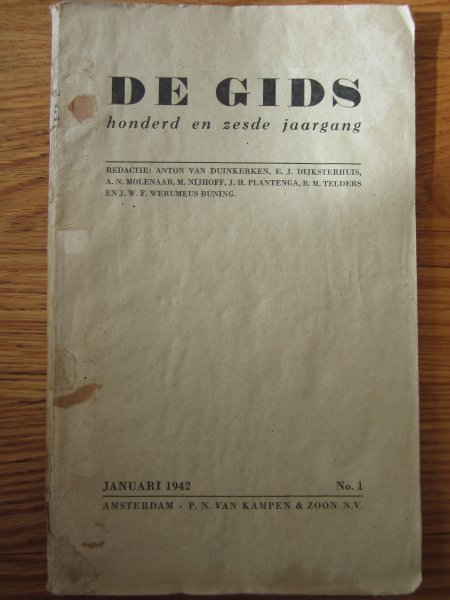 DE GIDS
honderd en zesde jaargang
REDACTIE: ANTON VAN DUINKERKEN, E. J. DIJKSTERHUIS,
A. N. MOLENAAR, M. NIJHOFF, J. H. PLANTENGA, B. M. TELDERS
EN J. W. F. WERUMEUS BUNING.
JANUARI 1942 No. 1
AMSTERDAM - P. N. VAN KAMPEN & ZOON N.V.